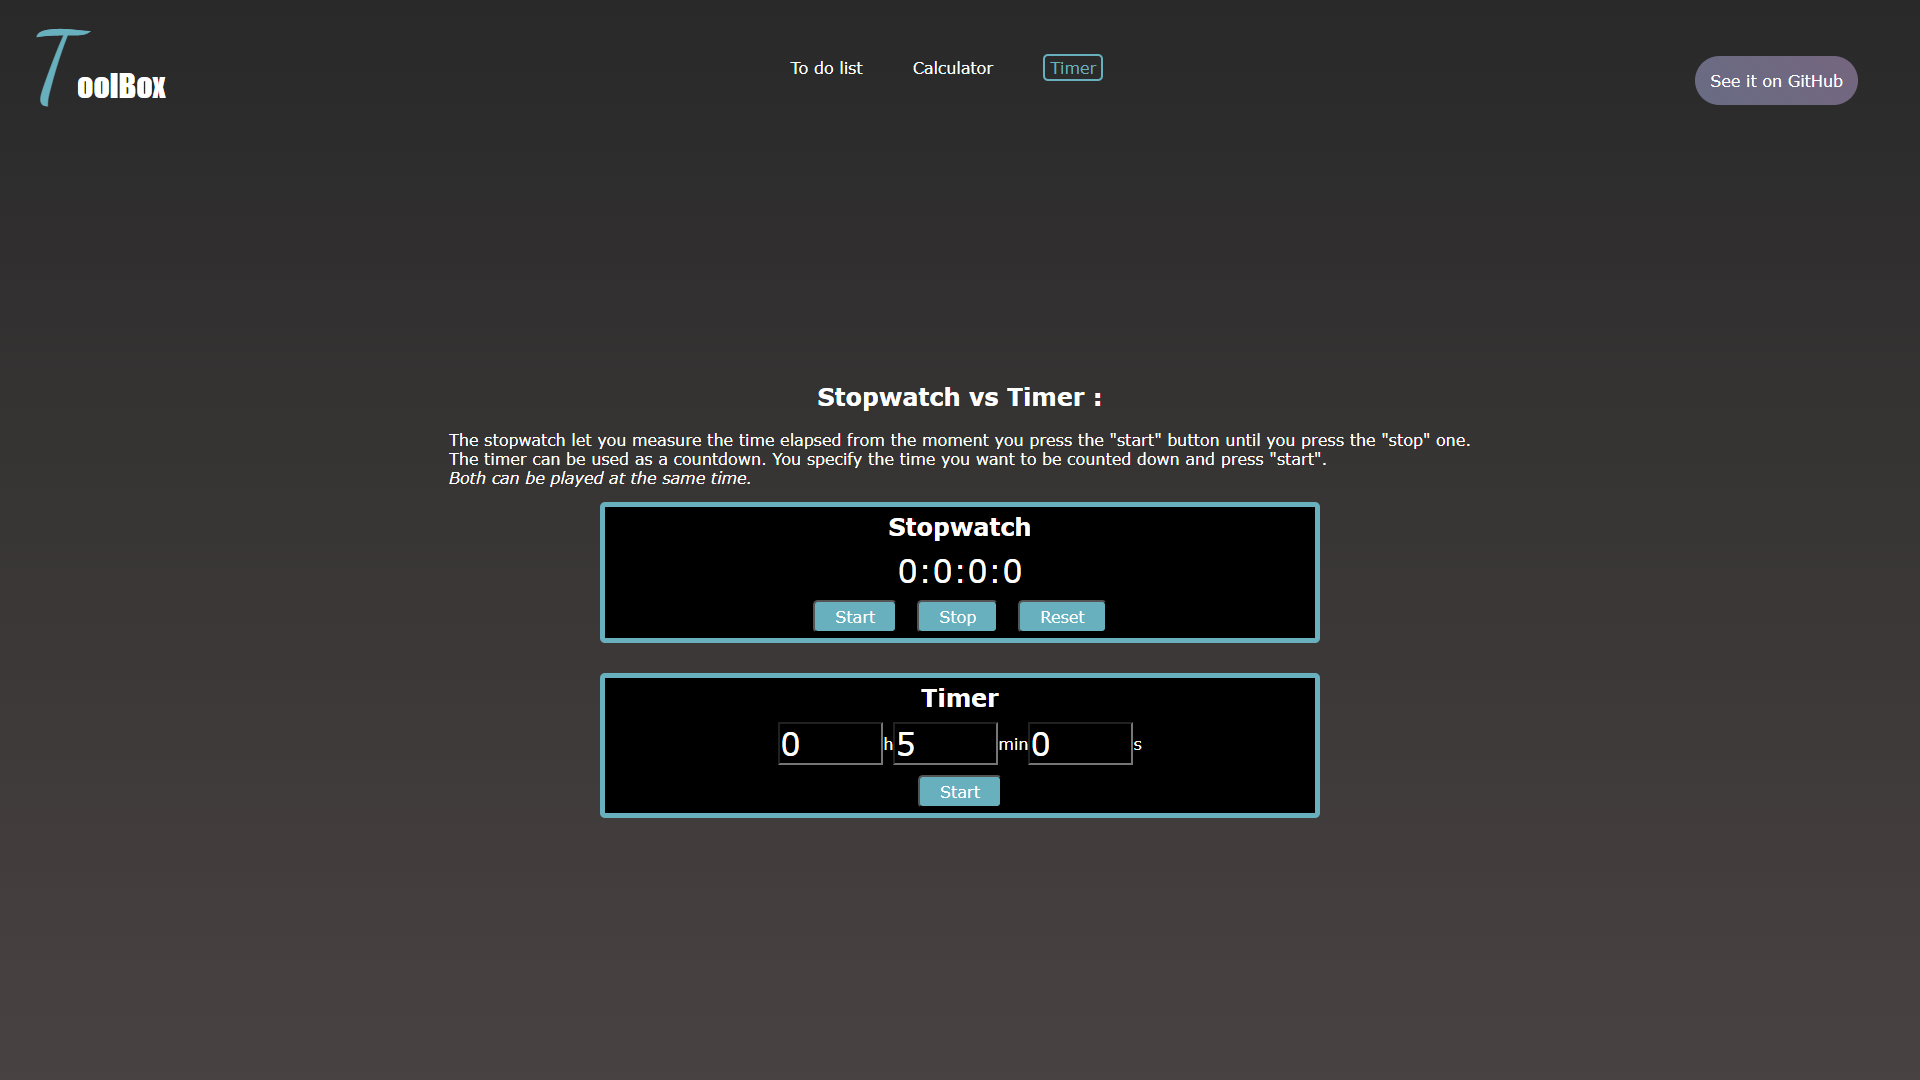 ToolBox
To do list
Calculator
Timer
See it on GitHub
Stopwatch vs Timer :
The stopwatch let you measure the time elapsed from the moment you press the "start" button until you press the "stop" one.
The timer can be used as a countdown. You specify the time you want to be counted down and press "start".
Both can be played at the same time.
Stopwatch
0:0:0:0
Start Stop Reset
Timer
0 h 5 min 0 s
Start